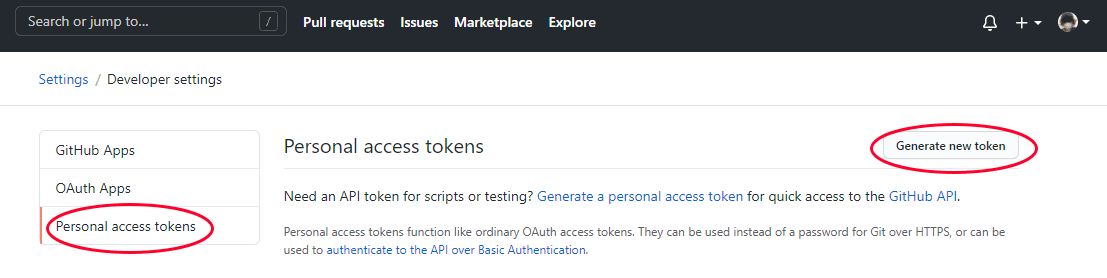 Search or jump to... /
Pull requests Issues Marketplace Explore
Settings / Developer settings
GitHub Apps
OAuth Apps
Personal access tokens
Personal access tokens
Generate new token
Need an API token for scripts or testing? Generate a personal access token for quick access to the GitHub API.
Personal access tokens function like ordinary OAuth access tokens. They can be used instead of a password for Git over HTTPS, or can be
used to authenticate to the API over Basic Authentication.